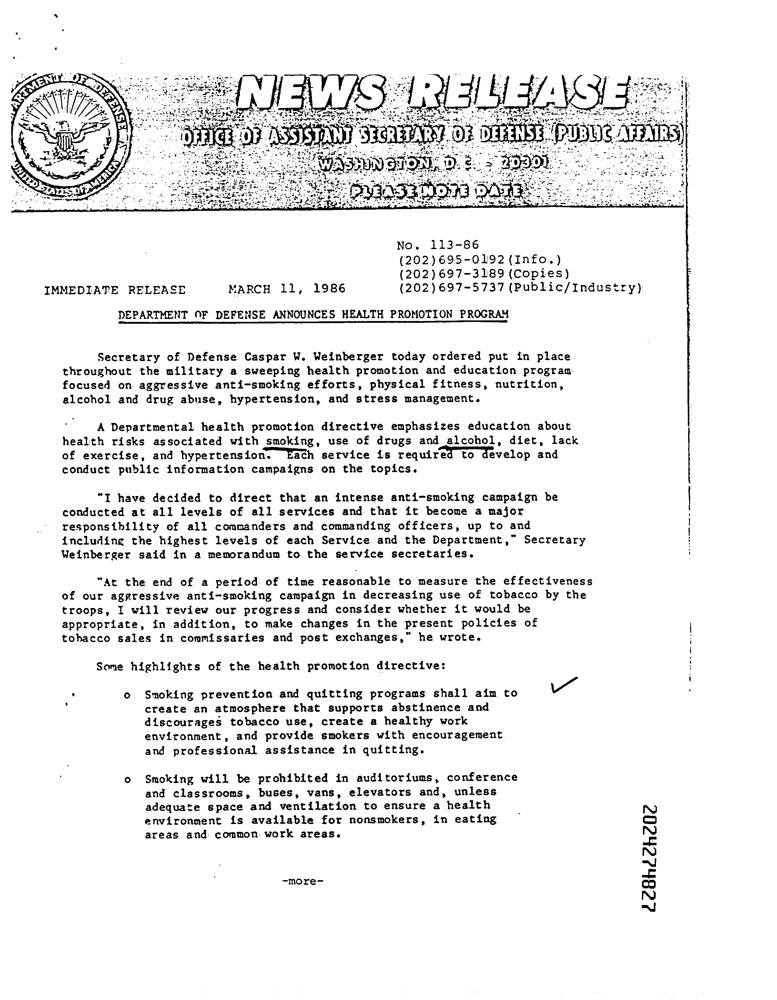 NEWS RELEASE
DEPARTMENT OF DEFENSE
UNITED STATES OF AMERICA
OFFICE OF ASSISTANT SECRETARY OF DEFENSE (PUBLIC AFFAIRS)
WASHINGTON, D.C. - 20301
PLEASE NOTE DATE
No. 113-86
(202)695-0192(Info.)
(202)697-3189(Copies)
IMMEDIATE RELEASE MARCH 11, 1986 (202)697-5737(Public/Industry)
DEPARTMENT OF DEFENSE ANNOUNCES HEALTH PROMOTION PROGRAM
Secretary of Defense Caspar W. Weinberger today ordered put in place
throughout the military a sweeping health promotion and education program
focused on aggressive anti-smoking efforts, physical fitness, nutrition,
alcohol and drug abuse, hypertension, and stress management.
A Departmental health promotion directive emphasizes education about
health risks associated with smoking, use of drugs and alcohol, diet, lack
of exercise, and hypertension. Each service is required to develop and
conduct public information campaigns on the topics.
"I have decided to direct that an intense anti-smoking campaign be
conducted at all levels of all services and that it become a major
responsibility of all commanders and commanding officers, up to and
including the highest levels of each Service and the Department," Secretary
Weinberger said in a memorandum to the service secretaries.
"At the end of a period of time reasonable to measure the effectiveness
of our aggressive anti-smoking campaign in decreasing use of tobacco by the
troops, I will review our progress and consider whether it would be
appropriate, in addition, to make changes in the present policies of
tobacco sales in commissaries and post exchanges," he wrote.
Some highlights of the health promotion directive:
o Smoking prevention and quitting programs shall aim to
create an atmosphere that supports abstinence and
discourages tobacco use, create a healthy work
environment, and provide smokers with encouragement
and professional assistance in quitting.
o Smoking will be prohibited in auditoriums, conference
and classrooms, buses, vans, elevators and, unless
adequate space and ventilation to ensure a health
environment is available for nonsmokers, in eating
areas and common work areas.
-more-
2024274827